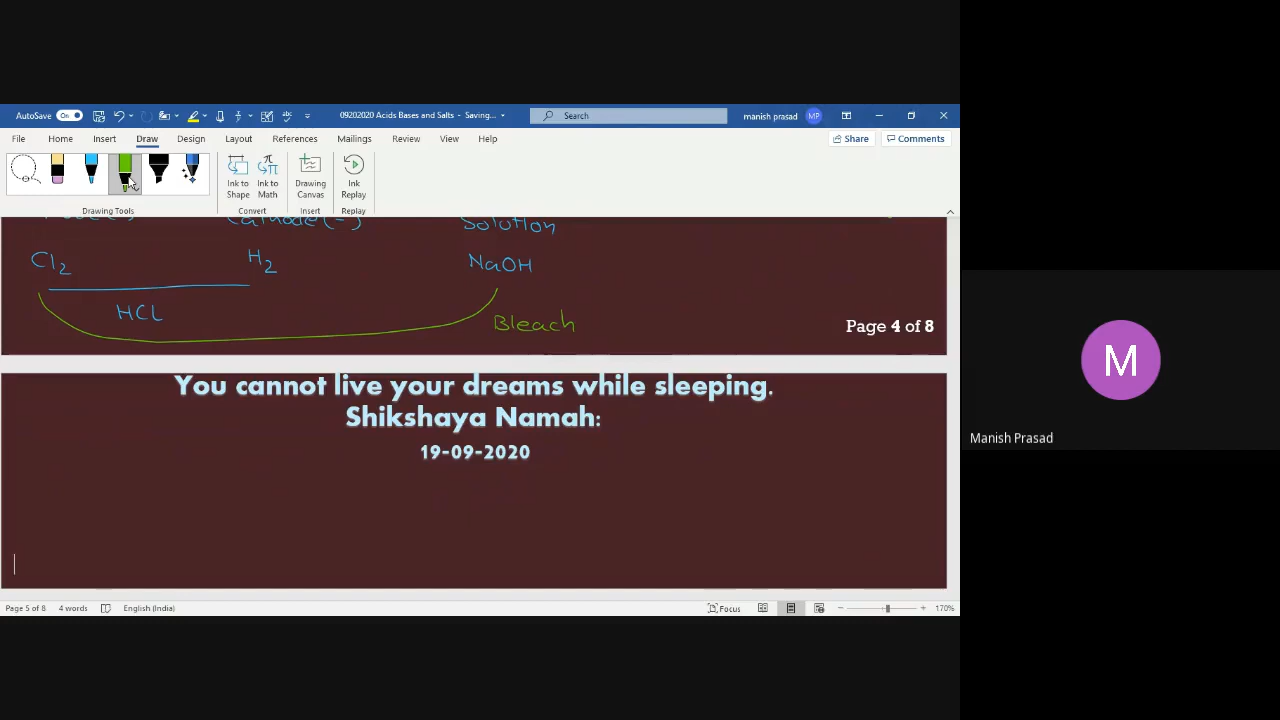 AutoSave On 09202020 Acids Bases and Salts - Saving... Search manish prasad MP
File Home Insert Draw Design Layout References Mailings Review View Help Share Comments
Ink to Shape Ink to Math Drawing Canvas Ink Replay
Drawing Tools Convert Insert Replay
Cathode (-) Solution
Cl2 H2 NaOH
HCl
Bleach
Page 4 of 8
You cannot live your dreams while sleeping.
Shikshaya Namah:
19-09-2020
M
Manish Prasad
Page 5 of 8 4 words English (India) Focus 170%